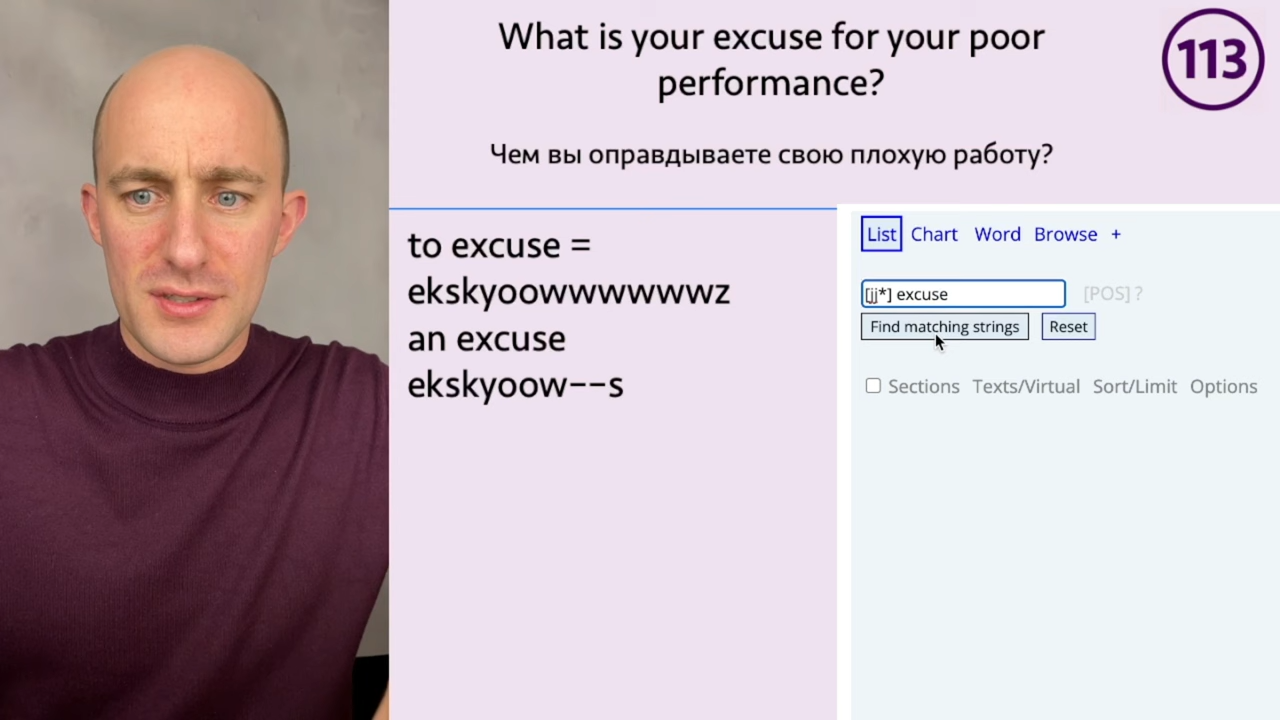 What is your excuse for your poor
performance?
113
Чем вы оправдываете свою плохую работу?
to excuse =
ekskyoowwwwwwwz
an excuse
ekskyoow--s
List Chart Word Browse +
[jj*] excuse [POS] ?
Find matching strings Reset
Sections Texts/Virtual Sort/Limit Options